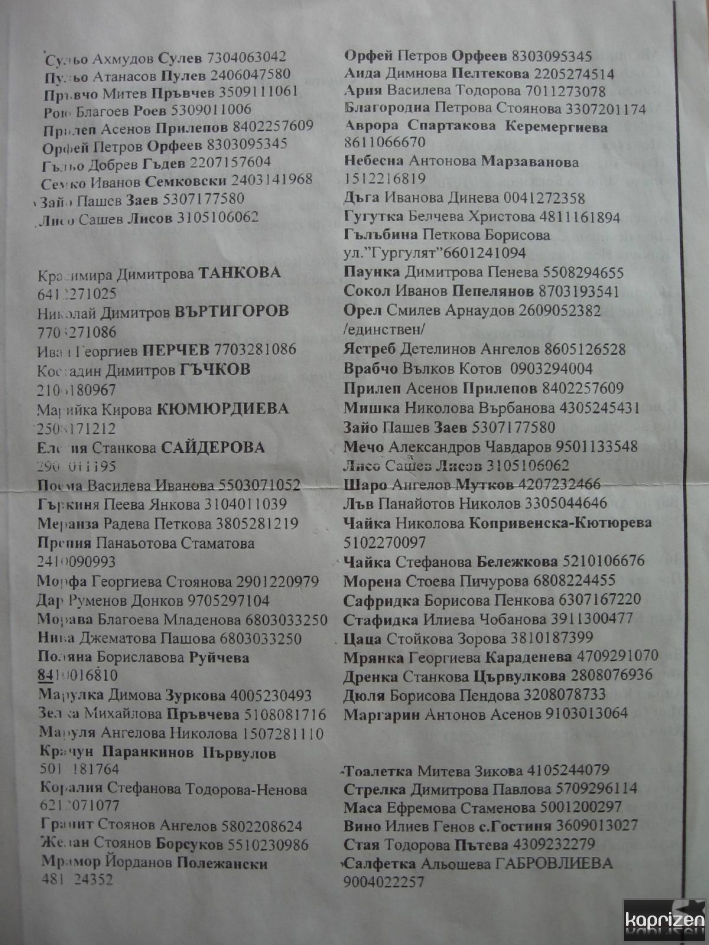 Сульо Ахмудов Сулев 7304063042
Пульо Атанасов Пулев 2406047580
Пръвчо Митев Пръвчев 3509111061
Благоев Роев 5309011006
Прилеп Асенов Прилепов 8402257609
Орфей Петров Орфеев 8303095345
Гъльо Добрев Гъдев 2207157604
Семко Иванов Семковски 2403141968
Зайо Пашев Заев 5307177580
Лисо Сашев Лисов 3105106062
Красимира Димитрова ТАНКОВА
Николай Димитров ВЪРТИГОРОВ
Иван Георгиев ПЕРЧЕВ 7703281086
Костадин Димитров ГЪЧКОВ
Марийка Кирова КЮМЮРДИЕВА
Станкова САЙДЕРОВА
Поема Василева Иванова 5503071052
Гъркиня Пеева Янкова 3104011039
Меранза Радева Петкова 3805281219
Прения Панаьотова Стаматова
2410090993
Морфа Георгиева Стоянова 2901220979
Дар Руменов Донков 9705297104
Морава Благоева Младенова 6803033250
Нива Джематова Пашова 6803033250
Поляна Бориславова Руйчева
8410016810
Марулка Димова Зуркова 4005230493
Зелка Михайлова Пръвчева 5108081716
Маруля Ангелова Николова 1507281110
Крачун Паранкинов Първулов
Коралия Стефанова Тодорова-Ненова
Гранит Стоянов Ангелов 5802208624
Желан Стоянов Борсуков 5510230986
Мрамор Йорданов Полежански
Орфей Петров Орфеев 8303095345
Аида Димнова Пелтекова 2205274514
Ария Василева Тодорова 7011273078
Благородна Петрова Стоянова 3307201174
Аврора Спартакова Керемергиева
8611066670
Небесна Антонова Марзаванова
1512216819
Дъга Иванова Динева 0041272358
Гугутка Белчева Христова 4811161894
Гълъбина Петкова Борисова
ул.”Гургулят”6601241094
Паунка Димитрова Пенева 5508294655
Сокол Иванов Пепелянов 8703193541
Орел Смилев Арнаудов 2609052382
/единствен/
Ястреб Детелинов Ангелов 8605126528
Врабчо Вълков Котов 0903294004
Прилеп Асенов Прилепов 8402257609
Мишка Николова Върбанова 4305245431
Зайо Пашев Заев 5307177580
Мечо Александров Чавдаров 9501133548
Лисо Сашев Лисов 3105106062
Шаро Ангелов Мутков 4207232466
Лъв Панайотов Николов 3305044646
Чайка Николова Копривенска-Кютюрева
5102270097
Чайка Стефанова Бележкова 5210106676
Морена Стоева Пичурова 6808224455
Сафридка Борисова Пенкова 6307167220
Стафидка Илиева Чобанова 3911300477
Цаца Стойкова Зорова 3810187399
Мрянка Георгиева Караденева 4709291070
Дренка Станкова Цървулкова 2808076936
Дюля Борисова Пендова 3208078733
Маргарин Антонов Асенов 9103013064
Тоалетка Митева Зикова 4105244079
Стрелка Димитрова Павлова 5709296114
Маса Ефремова Стаменова 5001200297
Вино Илиев Генов с.Гостиня 3609013027
Стая Тодорова Пътева 4309232279
Салфетка Альошева ГАБРОВЛИЕВА
9004022257
kaprizen